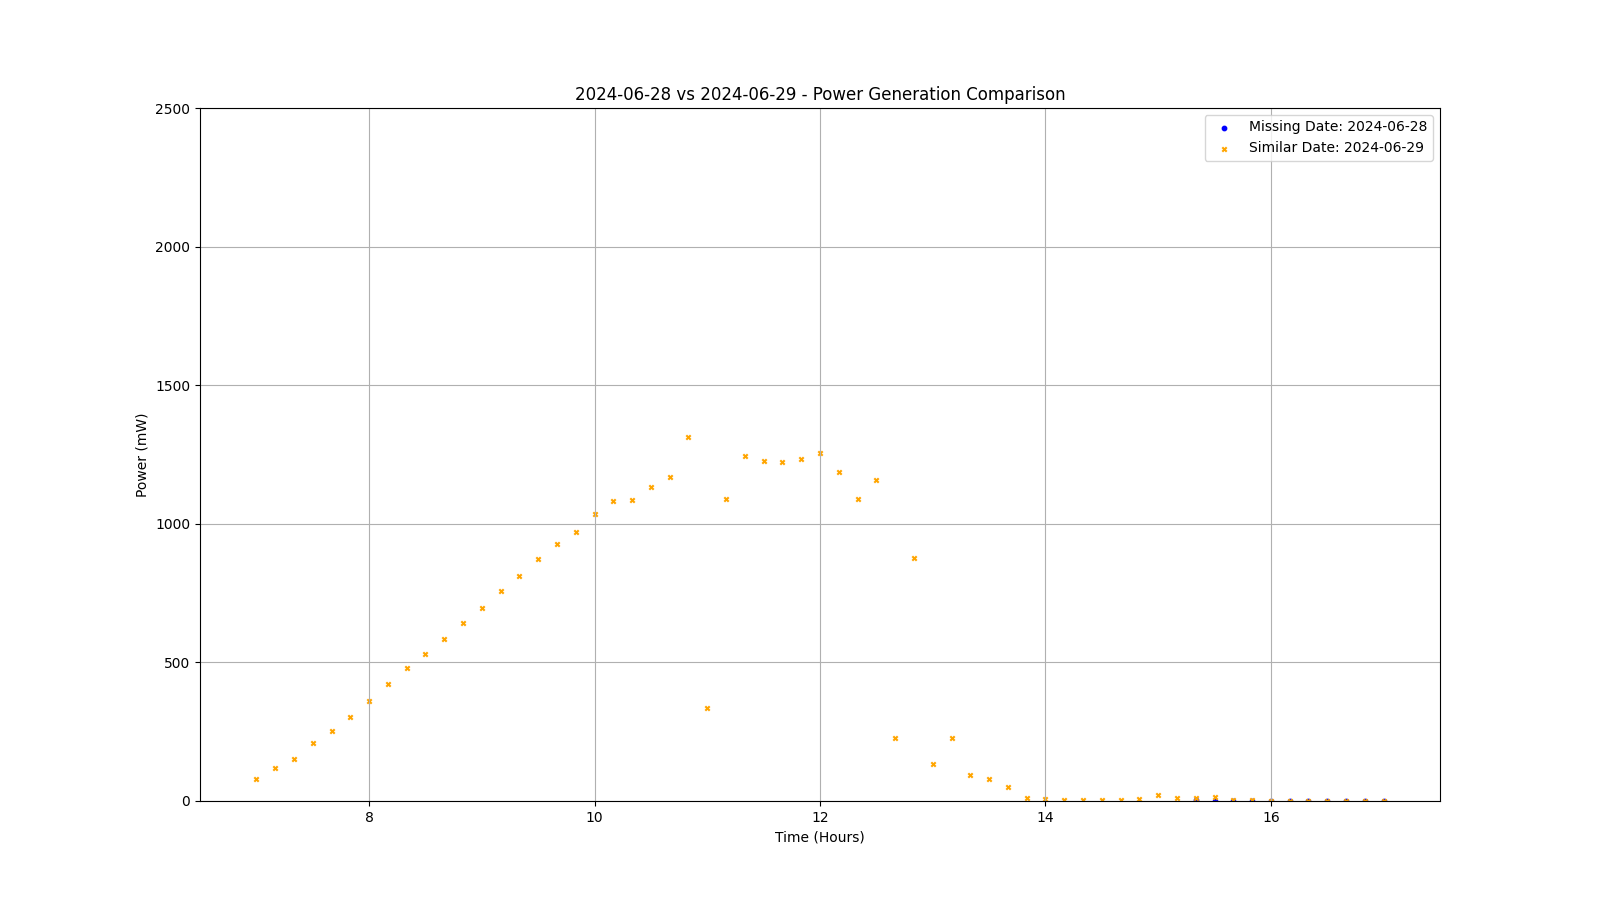 2024-06-28 vs 2024-06-29 - Power Generation Comparison
Missing Date: 2024-06-28
Similar Date: 2024-06-29
2500
2000
1500
1000
500
0
Power (mW)
8 10 12 14 16
Time (Hours)